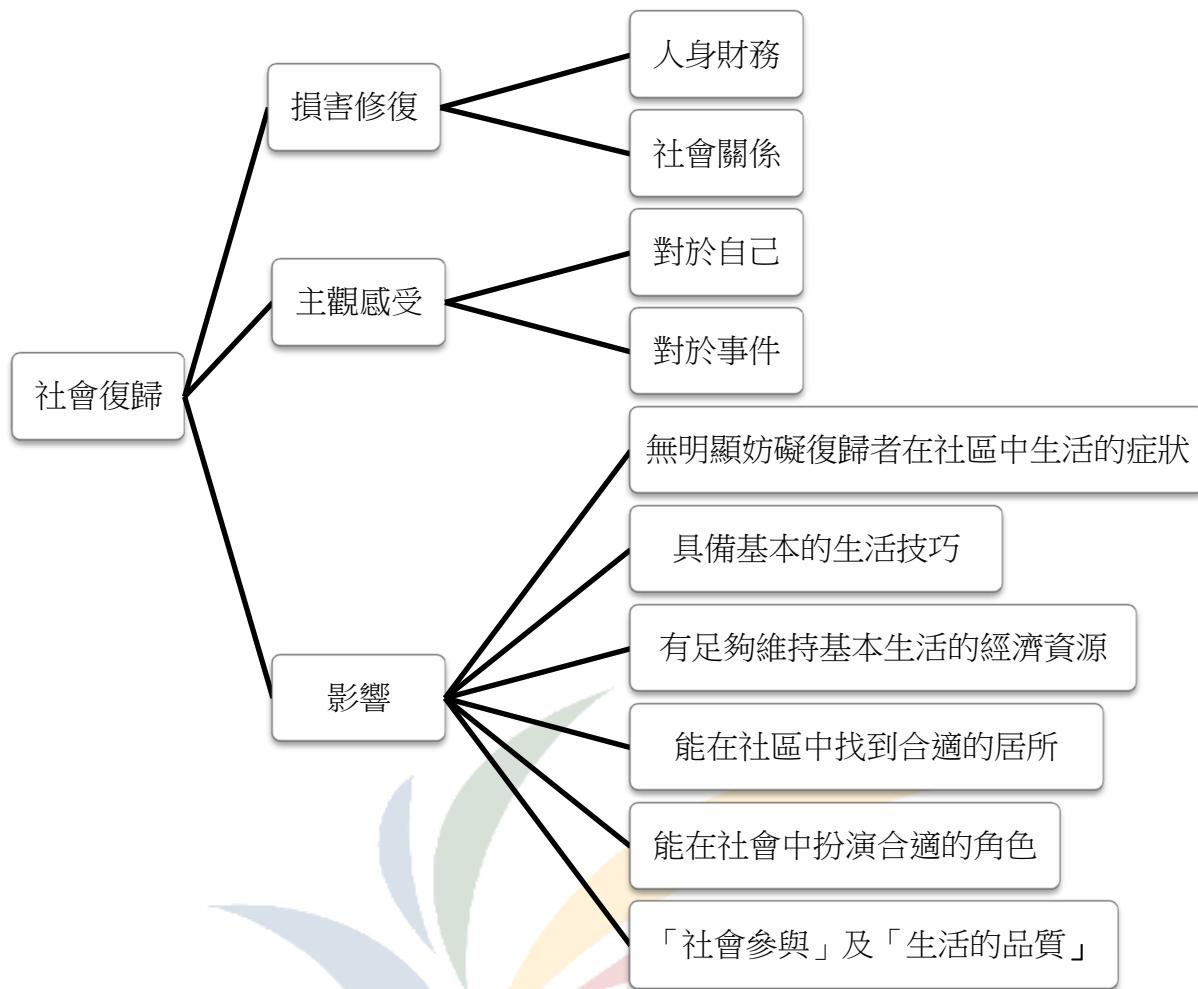 社會復歸
損害修復
人身財務
社會關係
主觀感受
對於自己
對於事件
影響
無明顯妨礙復歸者在社區中生活的症狀
具備基本的生活技巧
有足夠維持基本生活的經濟資源
能在社區中找到合適的居所
能在社會中扮演合適的角色
「社會參與」及「生活的品質」